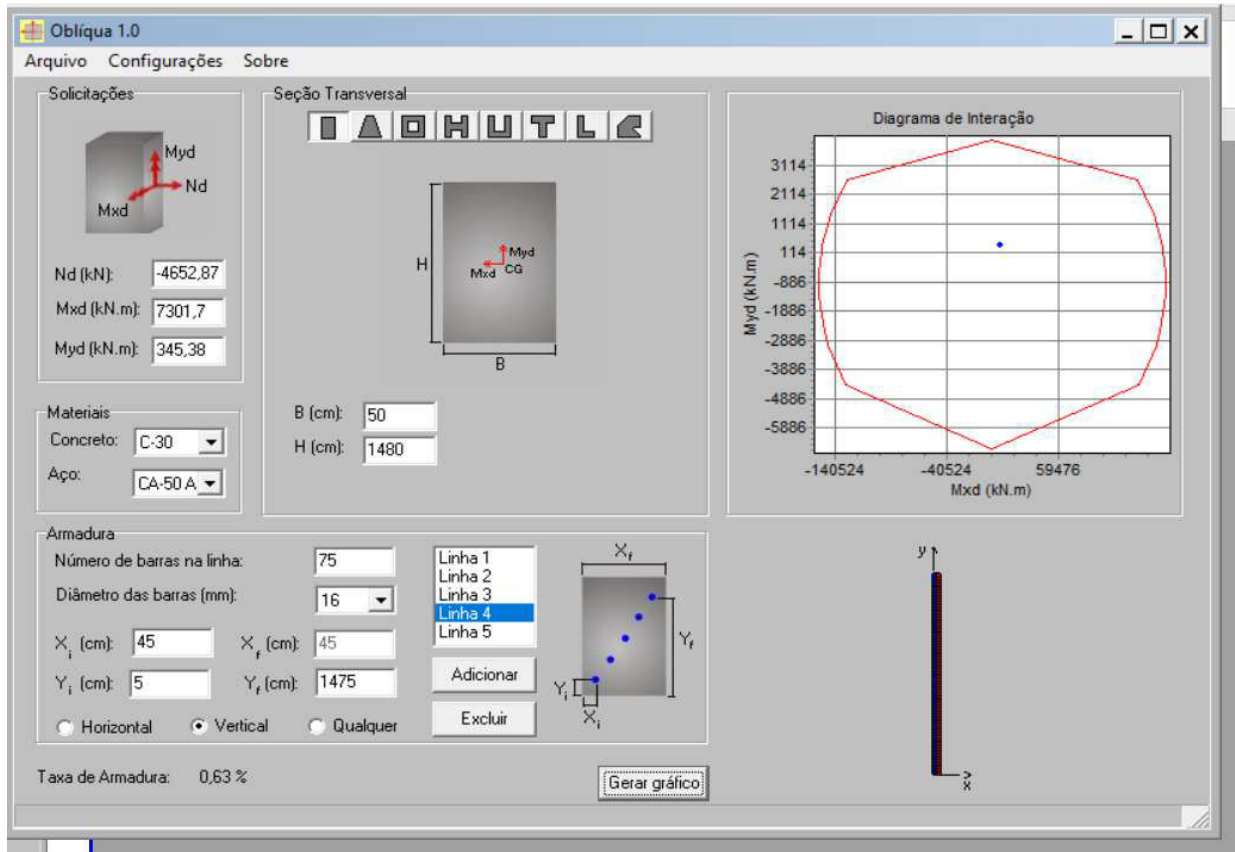 Oblíqua 1.0
Arquivo Configurações Sobre
Solicitações
Myd
Nd
Mxd
Nd (kN): -4652,87
Mxd (kN.m): 7301,7
Myd (kN.m): 345,38
Materiais
Concreto: C-30
Aço: CA-50 A
Seção Transversal
H
Myd
Mxd CG
B
B (cm): 50
H (cm): 1480
Diagrama de Interação
Myd (kN.m)
3114
2114
1114
114
-886
-1886
-2886
-3886
-4886
-5886
-140524 -40524 59476
Mxd (kN.m)
Armadura
Número de barras na linha: 75
Diâmetro das barras (mm): 16
Xi (cm): 45 Xf (cm): 45
Yi (cm): 5 Yf (cm): 1475
Horizontal Vertical Qualquer
Linha 1
Linha 2
Linha 3
Linha 4
Linha 5
Adicionar
Excluir
Xf
Yf
Yi
Xi
Taxa de Armadura: 0,63 %
Gerar gráfico
y
x